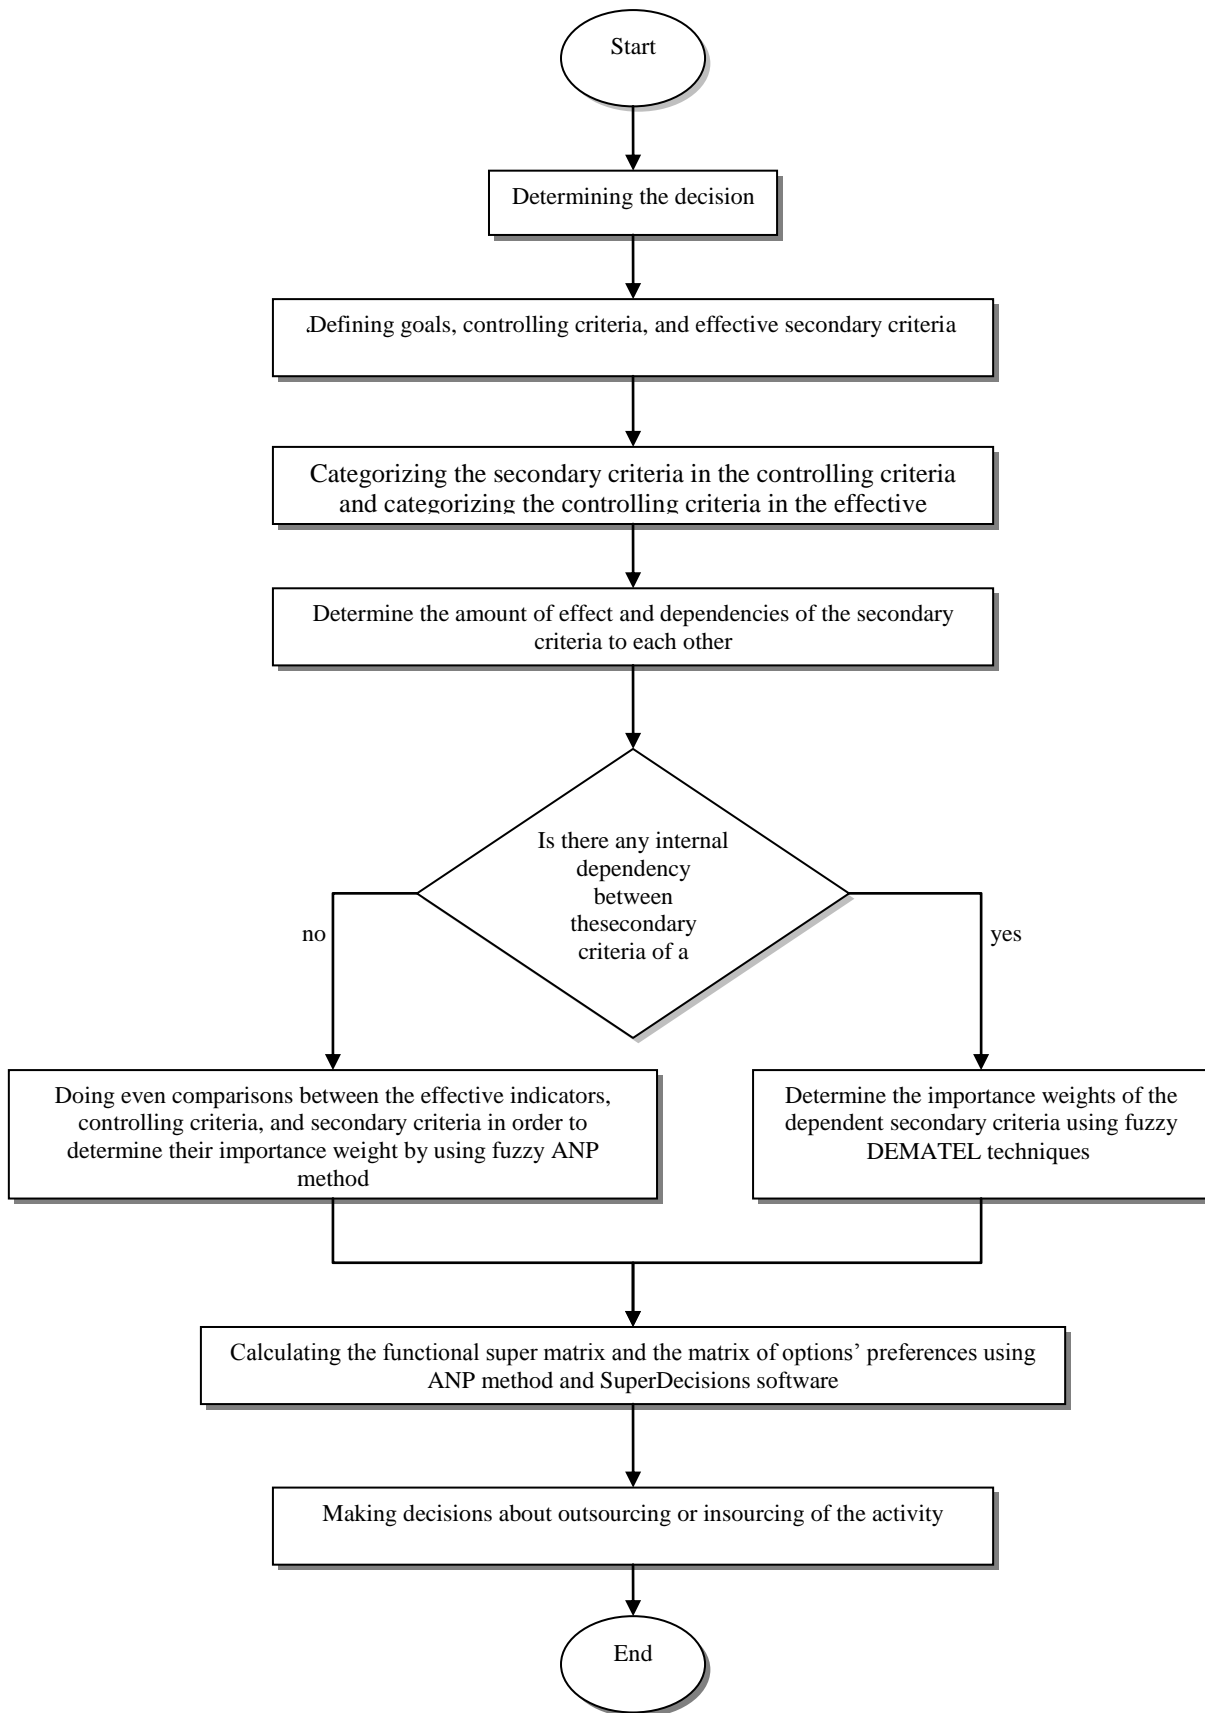 Start
Determining the decision
.Defining goals, controlling criteria, and effective secondary criteria
Categorizing the secondary criteria in the controlling criteria
and categorizing the controlling criteria in the effective
Determine the amount of effect and dependencies of the secondary
criteria to each other
Is there any internal
dependency
between
thesecondary
criteria of a
no
yes
Doing even comparisons between the effective indicators,
controlling criteria, and secondary criteria in order to
determine their importance weight by using fuzzy ANP
method
Determine the importance weights of the
dependent secondary criteria using fuzzy
DEMATEL techniques
Calculating the functional super matrix and the matrix of options’ preferences using
ANP method and SuperDecisions software
Making decisions about outsourcing or insourcing of the activity
End